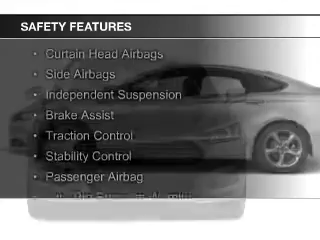 SAFETY FEATURES
• Curtain Head Airbags
• Side Airbags
• Independent Suspension
• Brake Assist
• Traction Control
• Stability Control
• Passenger Airbag